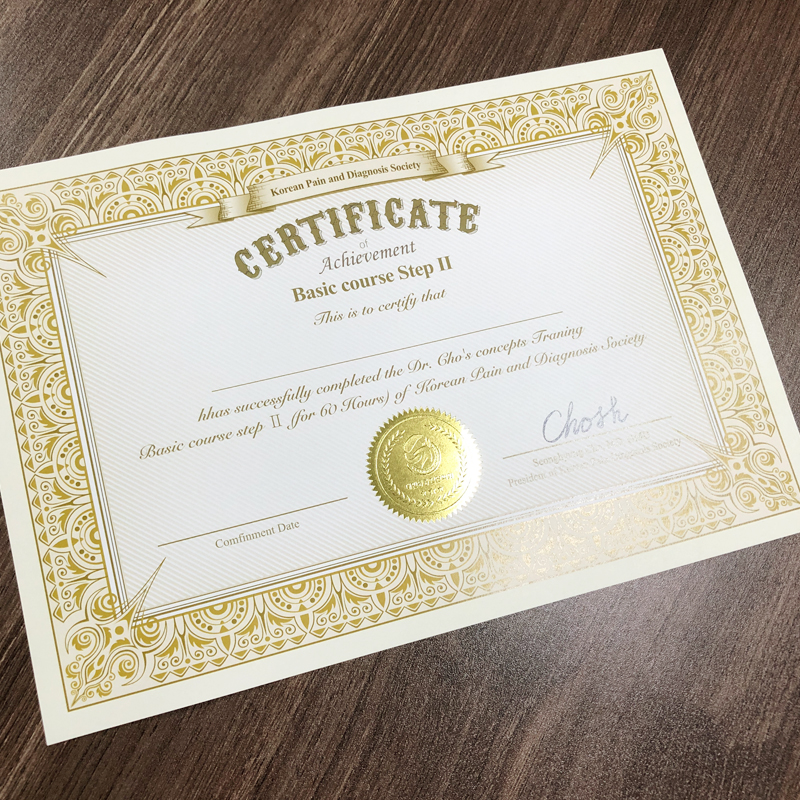 Korean Pain and Diagnosis Society
CERTIFICATE
of
Achievement
Basic course Step II
This is to certify that
hhas successfully completed the Dr. Cho's concepts Traning
Basic course step Ⅱ (for 60 Hours) of Korean Pain and Diagnosis Society
Chosh
Comfinment Date